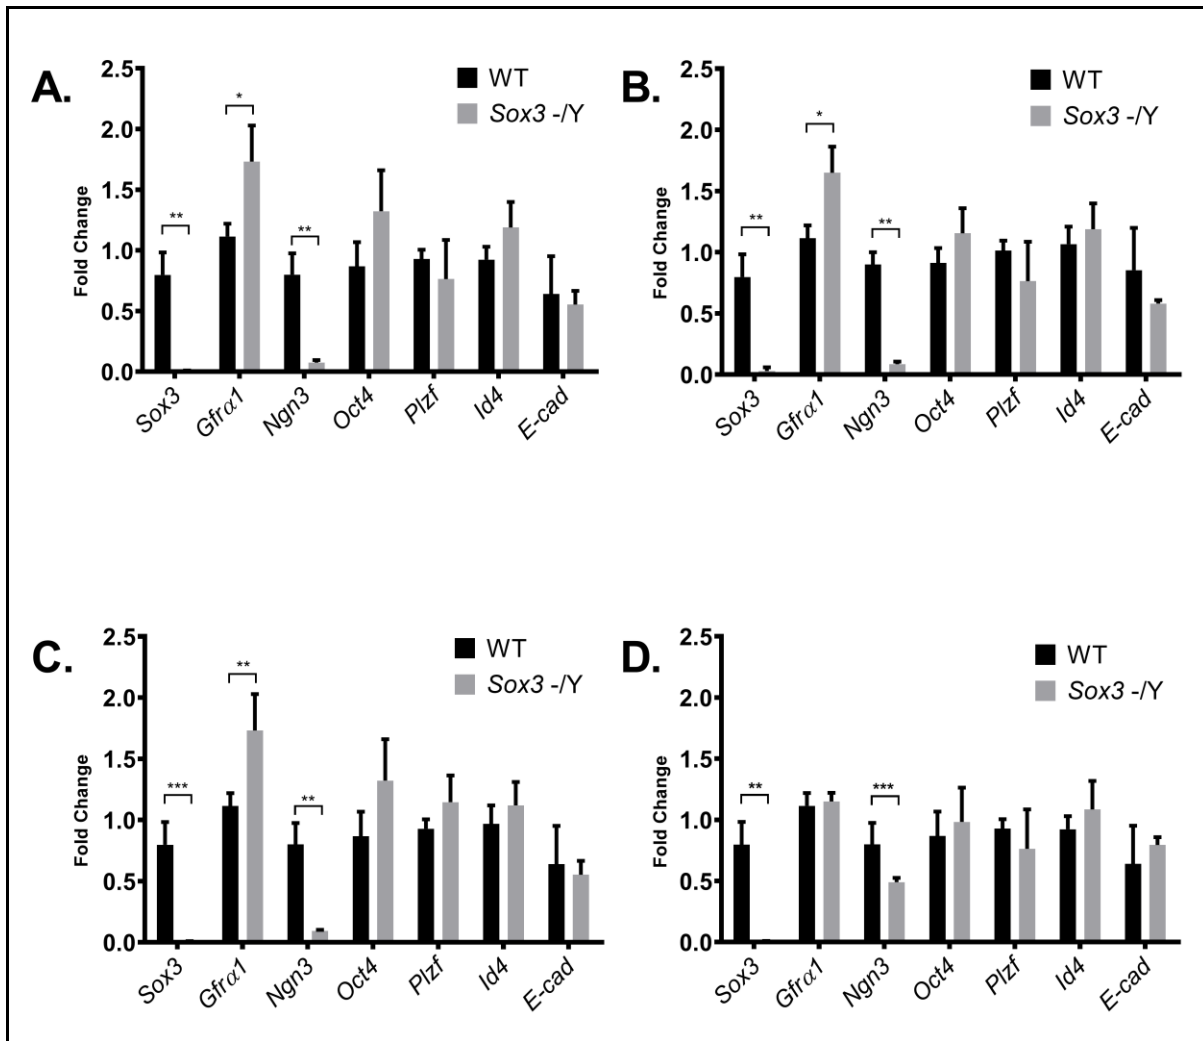 A.
2.5
2.0
1.5
1.0
0.5
0.0
Fold Change
WT
Sox3 -/Y
**
*
**
Sox3
Gfrα1
Ngn3
Oct4
Plzf
Id4
E-cad
B.
2.5
2.0
1.5
1.0
0.5
0.0
Fold Change
WT
Sox3 -/Y
**
*
**
Sox3
Gfrα1
Ngn3
Oct4
Plzf
Id4
E-cad
C.
2.5
2.0
1.5
1.0
0.5
0.0
Fold Change
WT
Sox3 -/Y
***
**
**
Sox3
Gfrα1
Ngn3
Oct4
Plzf
Id4
E-cad
D.
2.5
2.0
1.5
1.0
0.5
0.0
Fold Change
WT
Sox3 -/Y
**
***
Sox3
Gfrα1
Ngn3
Oct4
Plzf
Id4
E-cad